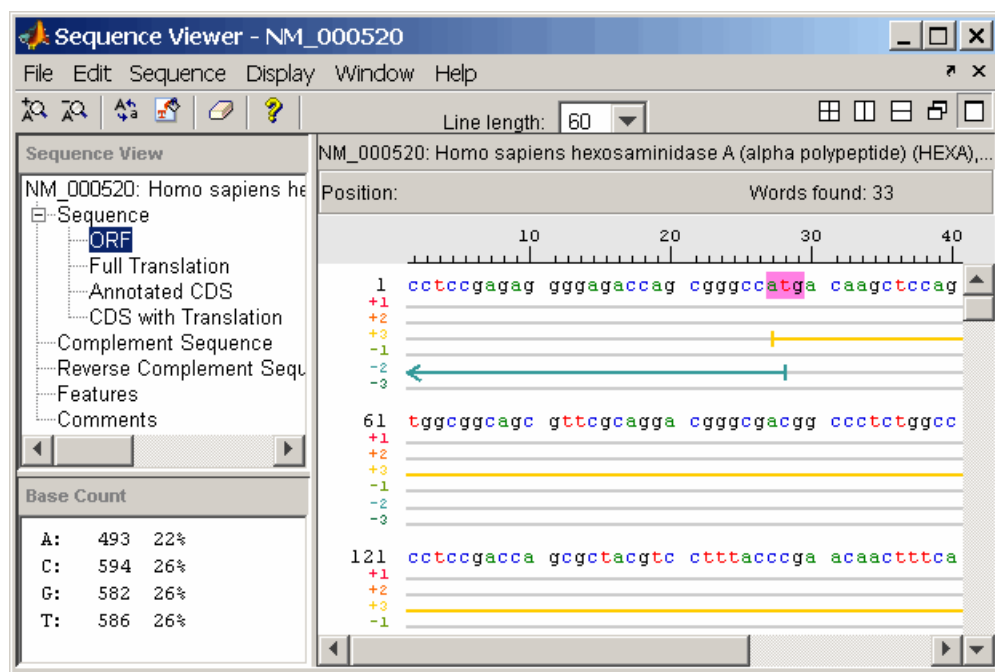 Sequence Viewer - NM_000520
File Edit Sequence Display Window Help
Line length: 60
Sequence View
NM_000520: Homo sapiens he
Sequence
ORF
Full Translation
Annotated CDS
CDS with Translation
Complement Sequence
Reverse Complement Sequ
Features
Comments
Base Count
A: 493 22%
C: 594 26%
G: 582 26%
T: 586 26%
NM_000520: Homo sapiens hexosaminidase A (alpha polypeptide) (HEXA),...
Position: Words found: 33
10 20 30 40
1 cctccgagag gggagaccag cgggccatga caagctccag
+1
+2
+3
-1
-2
-3
61 tggcggcagc gttcgcagga cgggcgacgg ccctctggcc
+1
+2
+3
-1
-2
-3
121 cctccgacca gcgctacgtc ctttacccga acaactttca
+1
+2
+3
-1